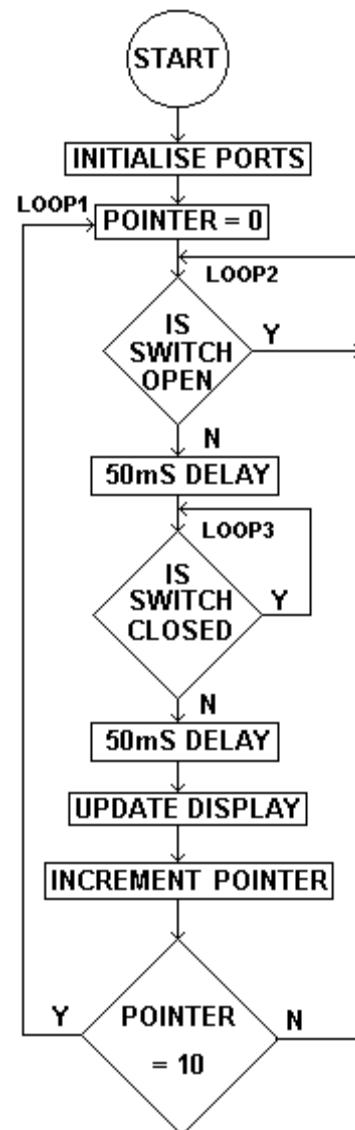 START
INITIALISE PORTS
LOOP1
POINTER = 0
LOOP2
IS
SWITCH
OPEN
Y
N
50mS DELAY
LOOP3
IS
SWITCH
CLOSED
Y
N
50mS DELAY
UPDATE DISPLAY
INCREMENT POINTER
Y
POINTER
= 10
N